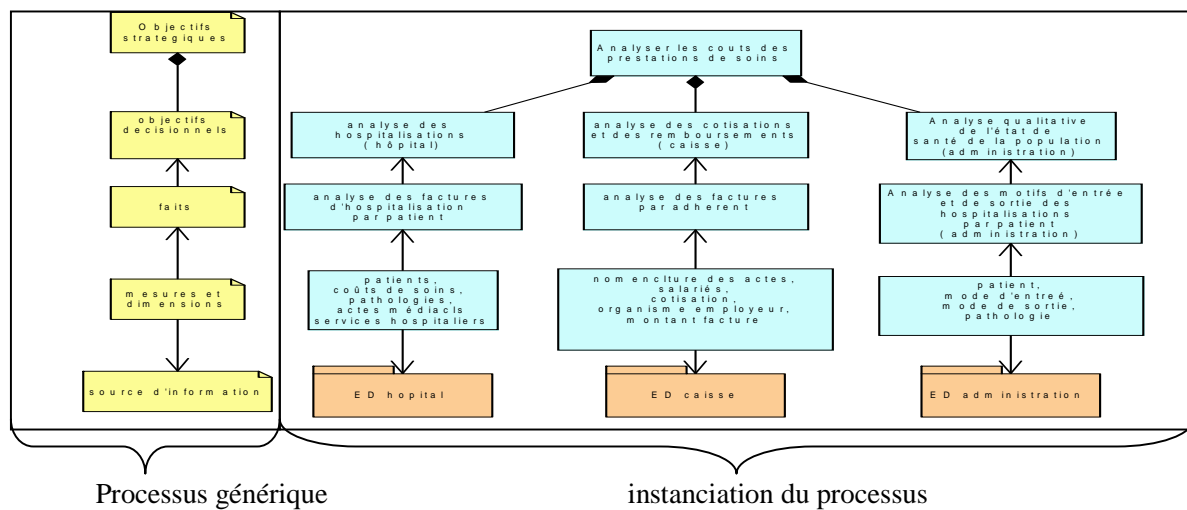 Objectifs
strategiques
objectifs
decisionnels
faits
mesures et
dimensions
source d'information
Analyser les couts des
prestations de soins
analyse des
hospitalisations
(hôpital)
analyse des factures
d'hospitalisation
par patient
patients,
coûts de soins,
pathologies,
actes médiacls
services hospitaliers
ED hopital
analyse des cotisations
et des remboursements
(caisse)
analyse des factures
par adherent
nomenclture des actes,
salariés,
cotisation,
organisme employeur,
montant facture
ED caisse
Analyse qualitative
de l'état de
santé de la population
(administration)
Analyse des motifs d'entrée
et de sortie des
hospitalisations
par patient
(administration)
patient,
mode d'entreé,
mode de sortie,
pathologie
ED administration
Processus générique
instanciation du processus